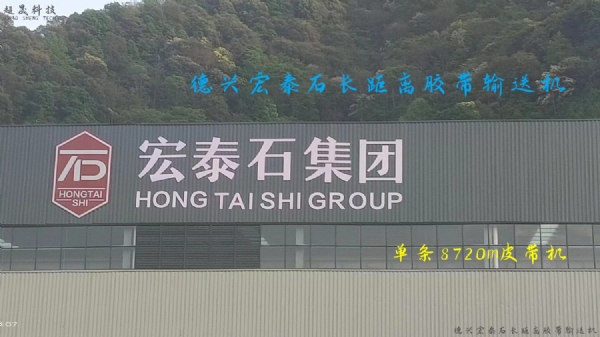 超晟科技
德兴宏泰石长距离胶带输送机
宏泰石集团
HONG TAI SHI GROUP
HONGTAI
SHI
单条8720m皮带机
德兴宏泰石长距离胶带输送机